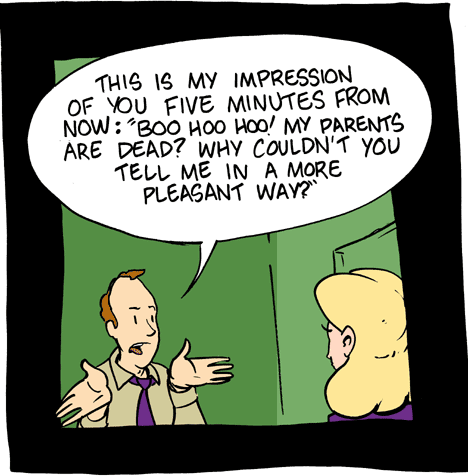 THIS IS MY IMPRESSION
OF YOU FIVE MINUTES FROM
NOW: "BOO HOO HOO! MY PARENTS
ARE DEAD? WHY COULDN'T YOU
TELL ME IN A MORE
PLEASANT WAY?"